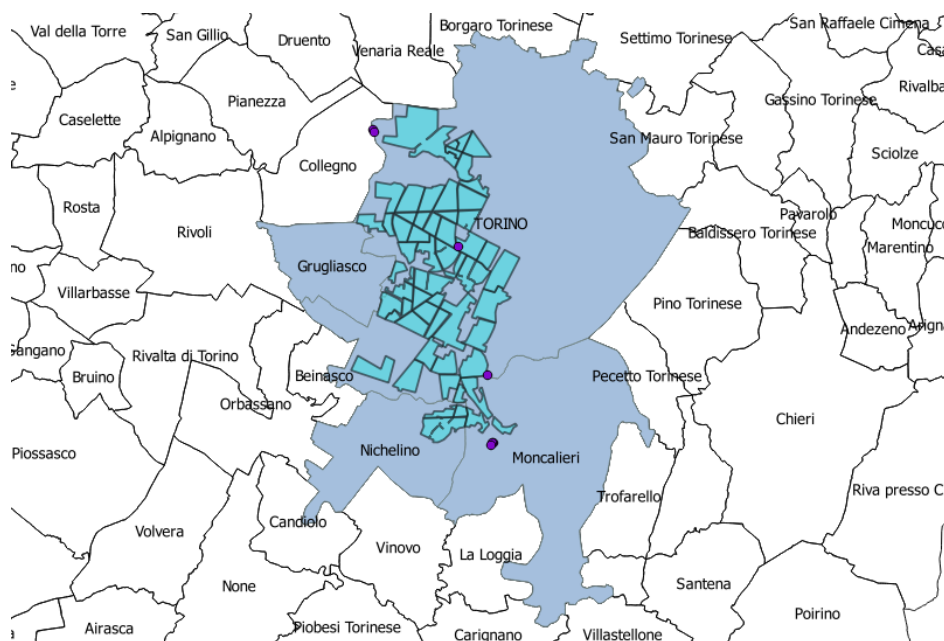 Borgaro Torinese
San Raffaele Cimena
Val della Torre
San Gillio
Druento
Venaria Reale
Settimo Torinese
Casa
e
Pianezza
Gassino Torinese
Rivalba
Caselette
Alpignano
San Mauro Torinese
Collegno
Sciolze
Rosta
Rivoli
TORINO
Pavarolo
Moncuco
Baldissero Torinese
Marentino
no
Grugliasco
Villarbasse
Pino Torinese
Andezeno
Arigna
Sangano
Bruino
Rivalta di Torino
Beinasco
Pecetto Torinese
Orbassano
Chieri
Piossasco
Nichelino
Moncalieri
Trofarello
Riva presso C
Volvera
Candiolo
Vinovo
La Loggia
None
Santena
Poirino
a
Airasca
Piobesi Torinese
Carignano
Villastellone